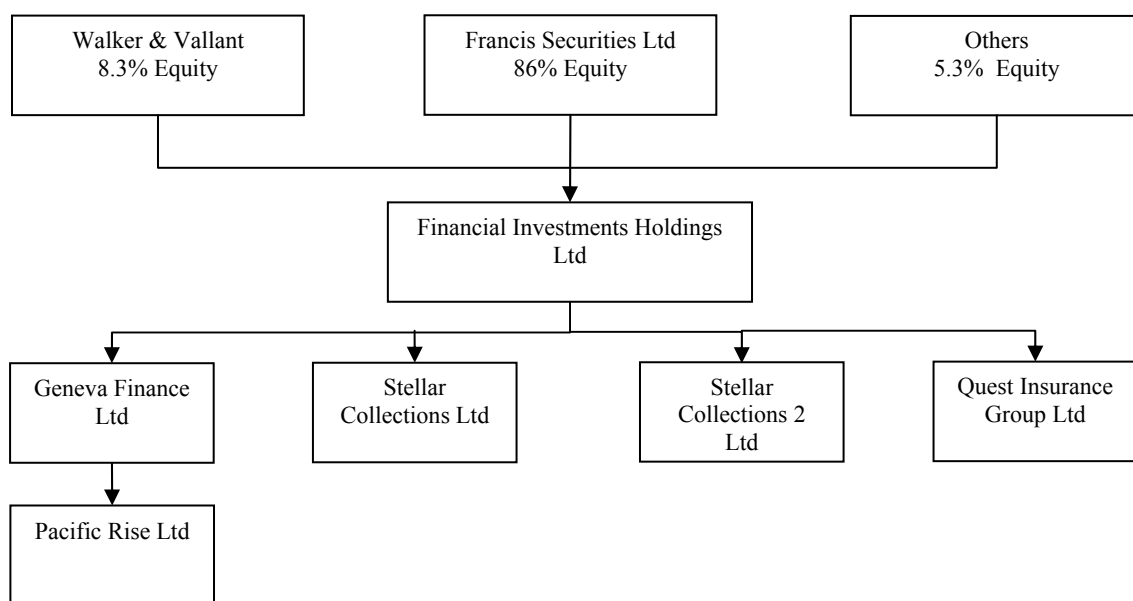 Walker & Vallant
8.3% Equity
Francis Securities Ltd
86% Equity
Others
5.3% Equity
Financial Investments Holdings
Ltd
Geneva Finance
Ltd
Stellar
Collections Ltd
Stellar
Collections 2
Ltd
Quest Insurance
Group Ltd
Pacific Rise Ltd